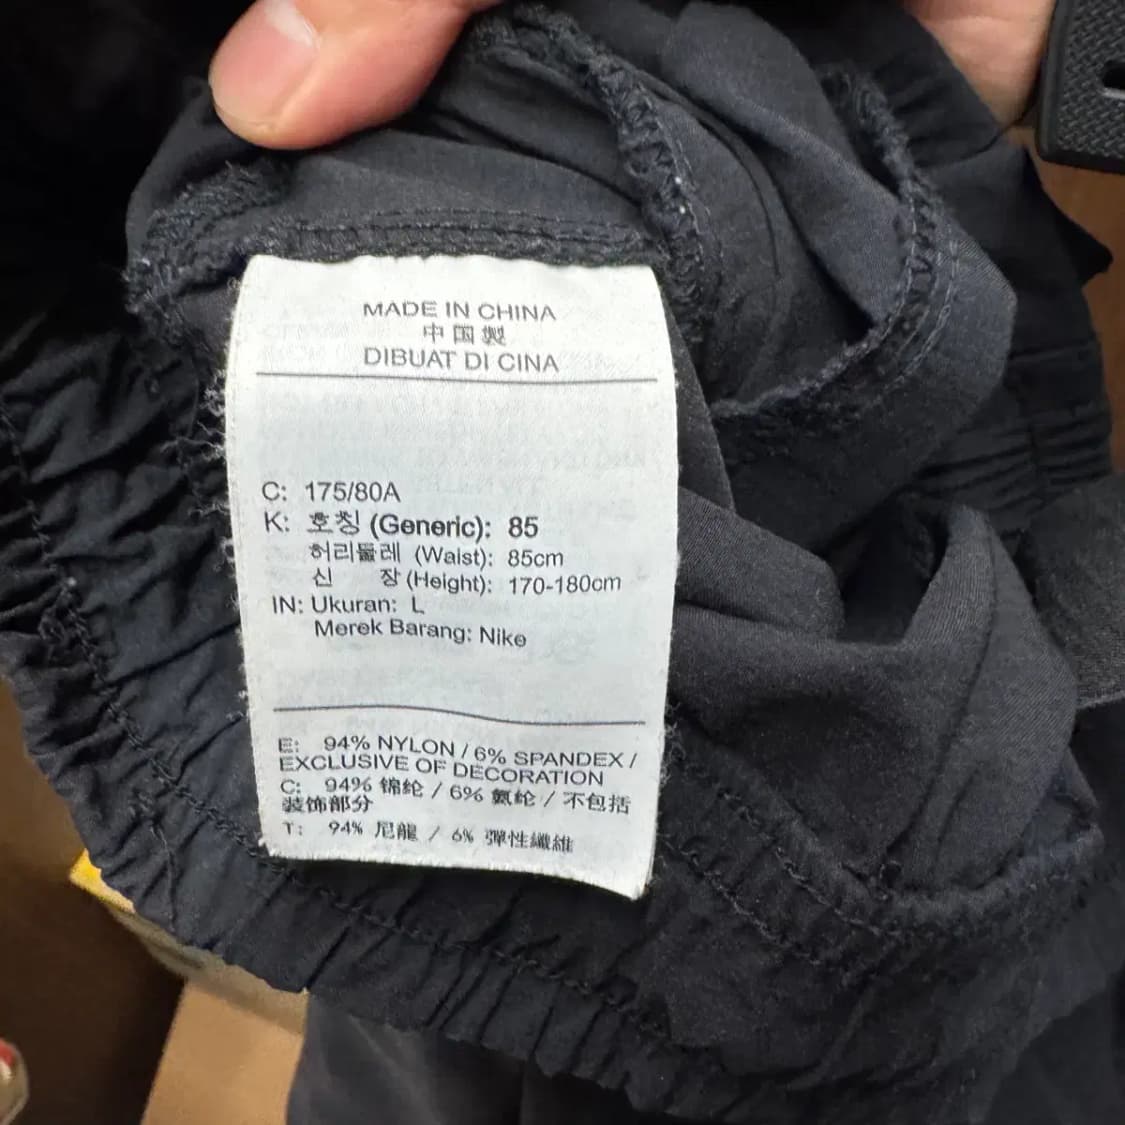 MADE IN CHINA
中国製
DIBUAT DI CINA
C: 175/80A
K: 호칭 (Generic): 85
허리둘레 (Waist): 85cm
신 장 (Height): 170-180cm
IN: Ukuran: L
Merek Barang: Nike
E: 94% NYLON / 6% SPANDEX /
EXCLUSIVE OF DECORATION
C: 94% 锦纶 / 6% 氨纶 / 不包括
装饰部分
T: 94% 尼龍 / 6% 彈性纖維